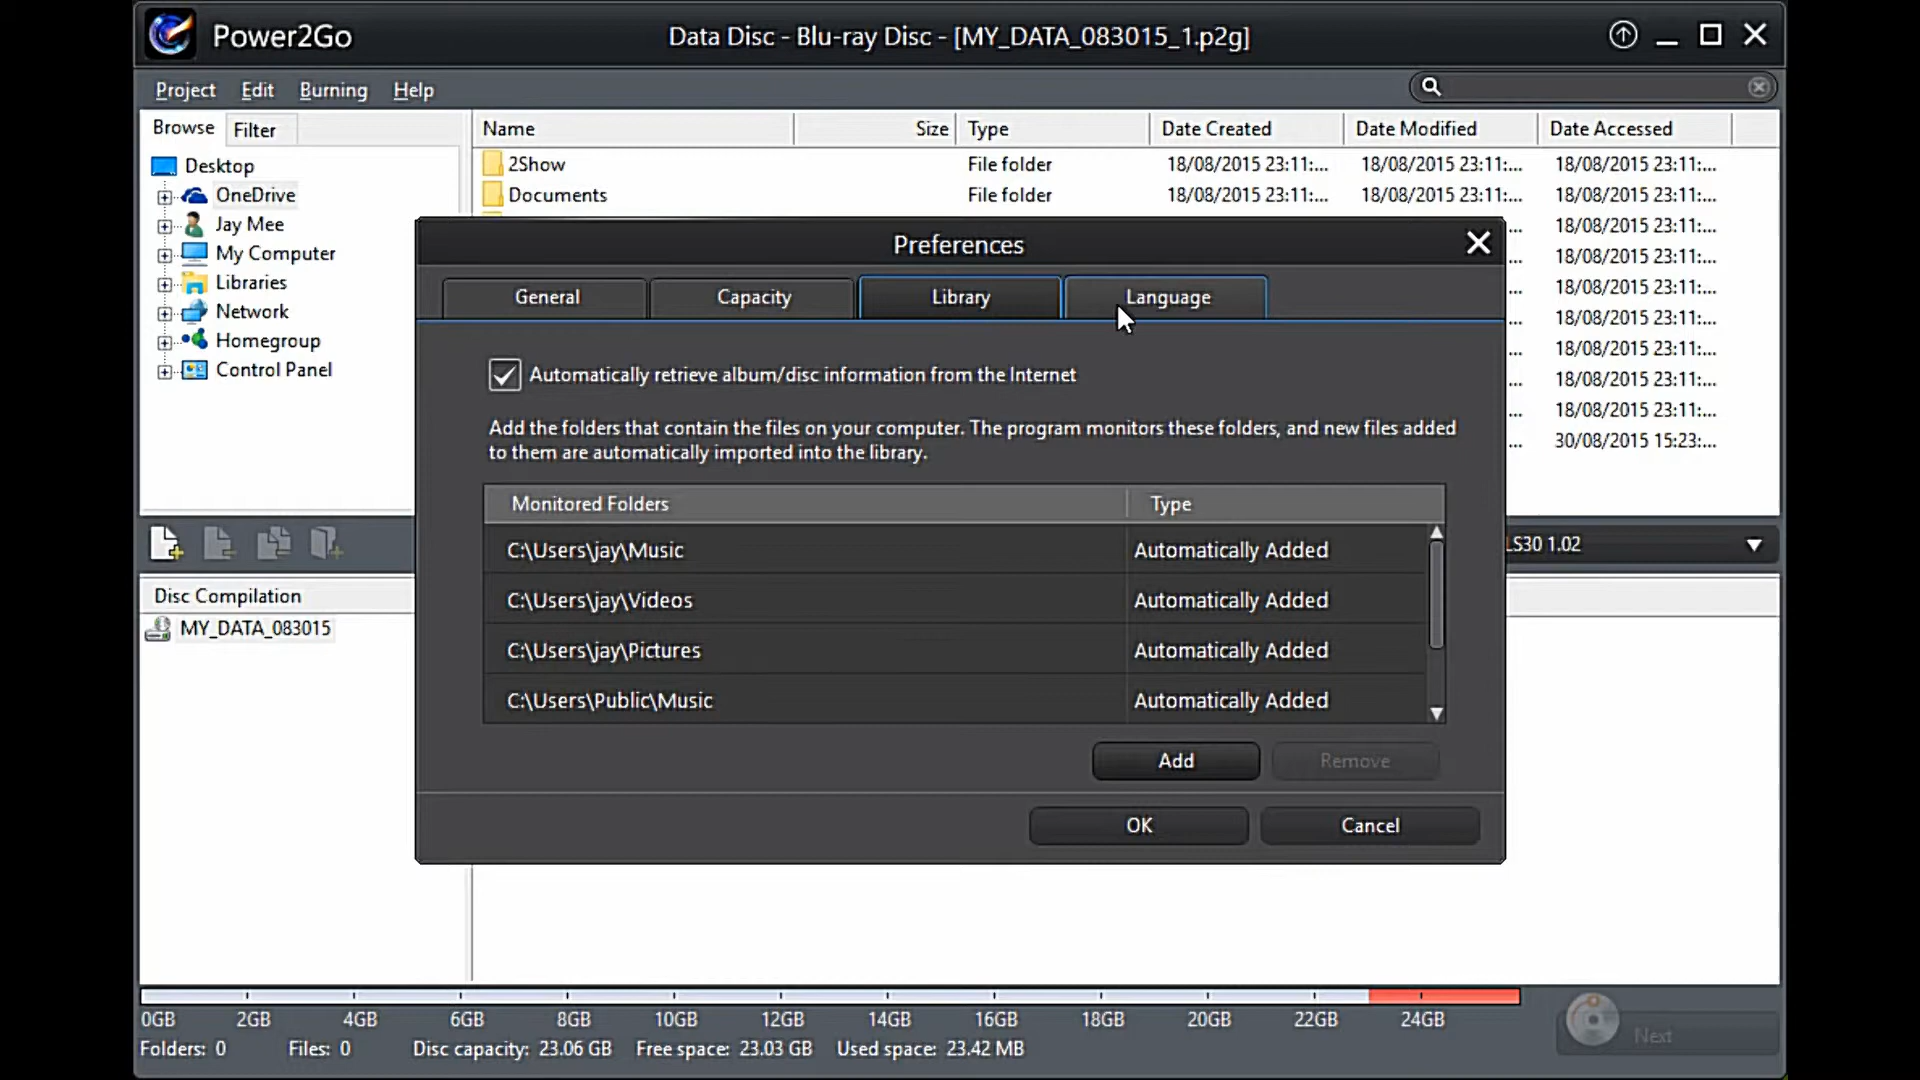 Power2Go
Data Disc - Blu-ray Disc - [MY_DATA_083015_1.p2g]
Project Edit Burning Help
Browse Filter
Name Size Type Date Created Date Modified Date Accessed
Desktop
OneDrive
Jay Mee
My Computer
Libraries
Network
Homegroup
Control Panel
2Show File folder 18/08/2015 23:11:... 18/08/2015 23:11:... 18/08/2015 23:11:...
Documents File folder 18/08/2015 23:11:... 18/08/2015 23:11:... 18/08/2015 23:11:...
... 18/08/2015 23:11:...
... 18/08/2015 23:11:...
... 18/08/2015 23:11:...
... 18/08/2015 23:11:...
... 18/08/2015 23:11:...
... 18/08/2015 23:11:...
... 18/08/2015 23:11:...
... 30/08/2015 15:23:...
Preferences
General Capacity Library Language
Automatically retrieve album/disc information from the Internet
Add the folders that contain the files on your computer. The program monitors these folders, and new files added
to them are automatically imported into the library.
Monitored Folders Type
C:\Users\jay\Music Automatically Added
C:\Users\jay\Videos Automatically Added
C:\Users\jay\Pictures Automatically Added
C:\Users\Public\Music Automatically Added
Add Remove
OK Cancel
LS30 1.02
Disc Compilation
MY_DATA_083015
0GB 2GB 4GB 6GB 8GB 10GB 12GB 14GB 16GB 18GB 20GB 22GB 24GB
Folders: 0 Files: 0 Disc capacity: 23.06 GB Free space: 23.03 GB Used space: 23.42 MB
Next